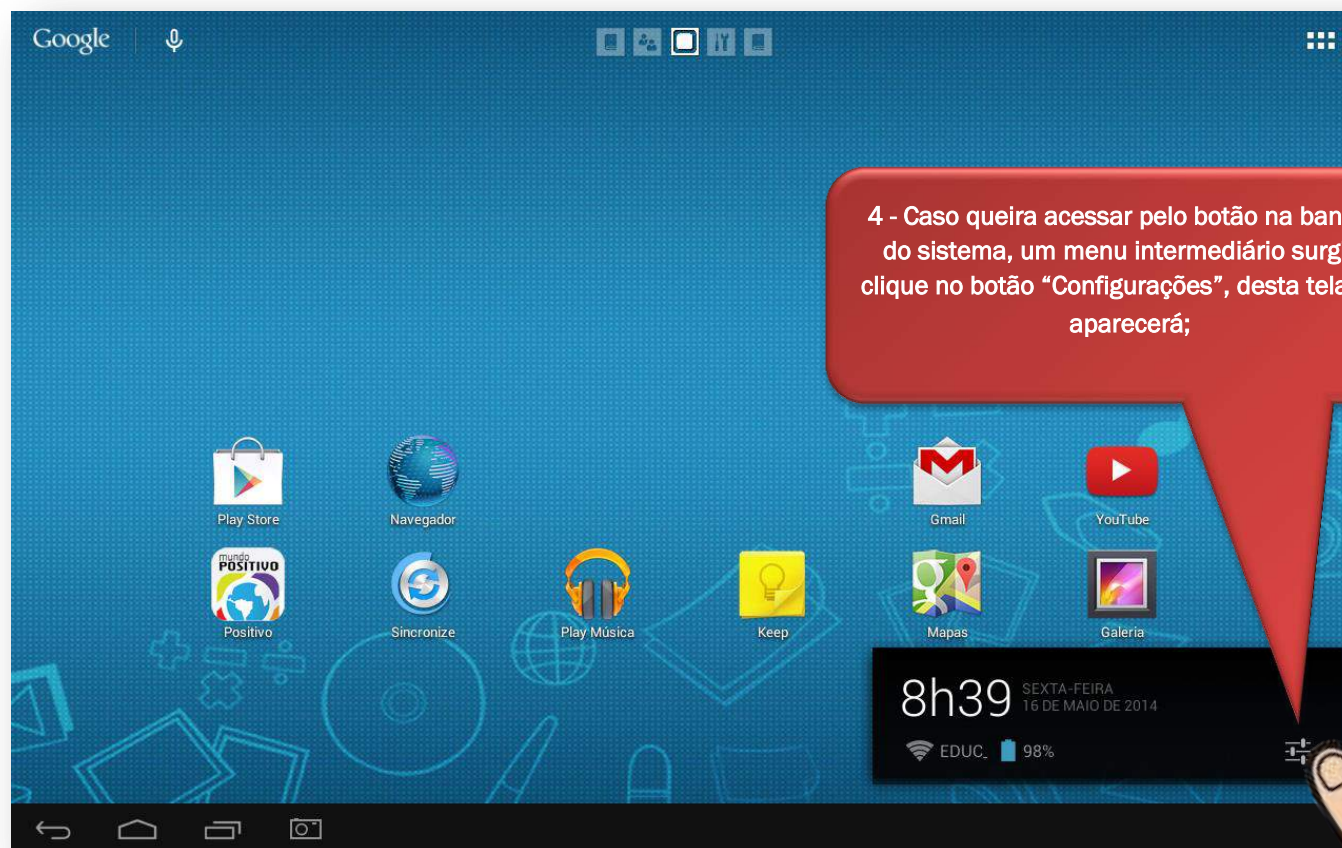 Google
4 - Caso queira acessar pelo botão na ban
do sistema, um menu intermediário surg
clique no botão “Configurações”, desta tela
aparecerá;
Play Store
Navegador
Gmail
YouTube
mundo
POSITIVO
Positivo
Sincronize
Play Música
Keep
Mapas
Galeria
8h39
SEXTA-FEIRA
16 DE MAIO DE 2014
EDUC_
98%